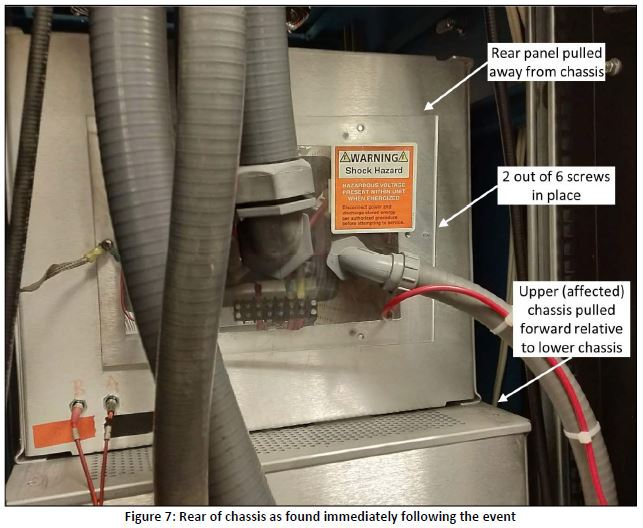 Rear panel pulled
away from chassis
WARNING
Shock Hazard
HAZARDOUS VOLTAGE
PRESENT WITHIN UNIT
WHEN ENERGIZED
Disconnect power and
discharge stored energy
per authorized procedure
before attempting to service.
2 out of 6 screws
in place
Upper (affected)
chassis pulled
forward relative
to lower chassis
B A
Figure 7: Rear of chassis as found immediately following the event